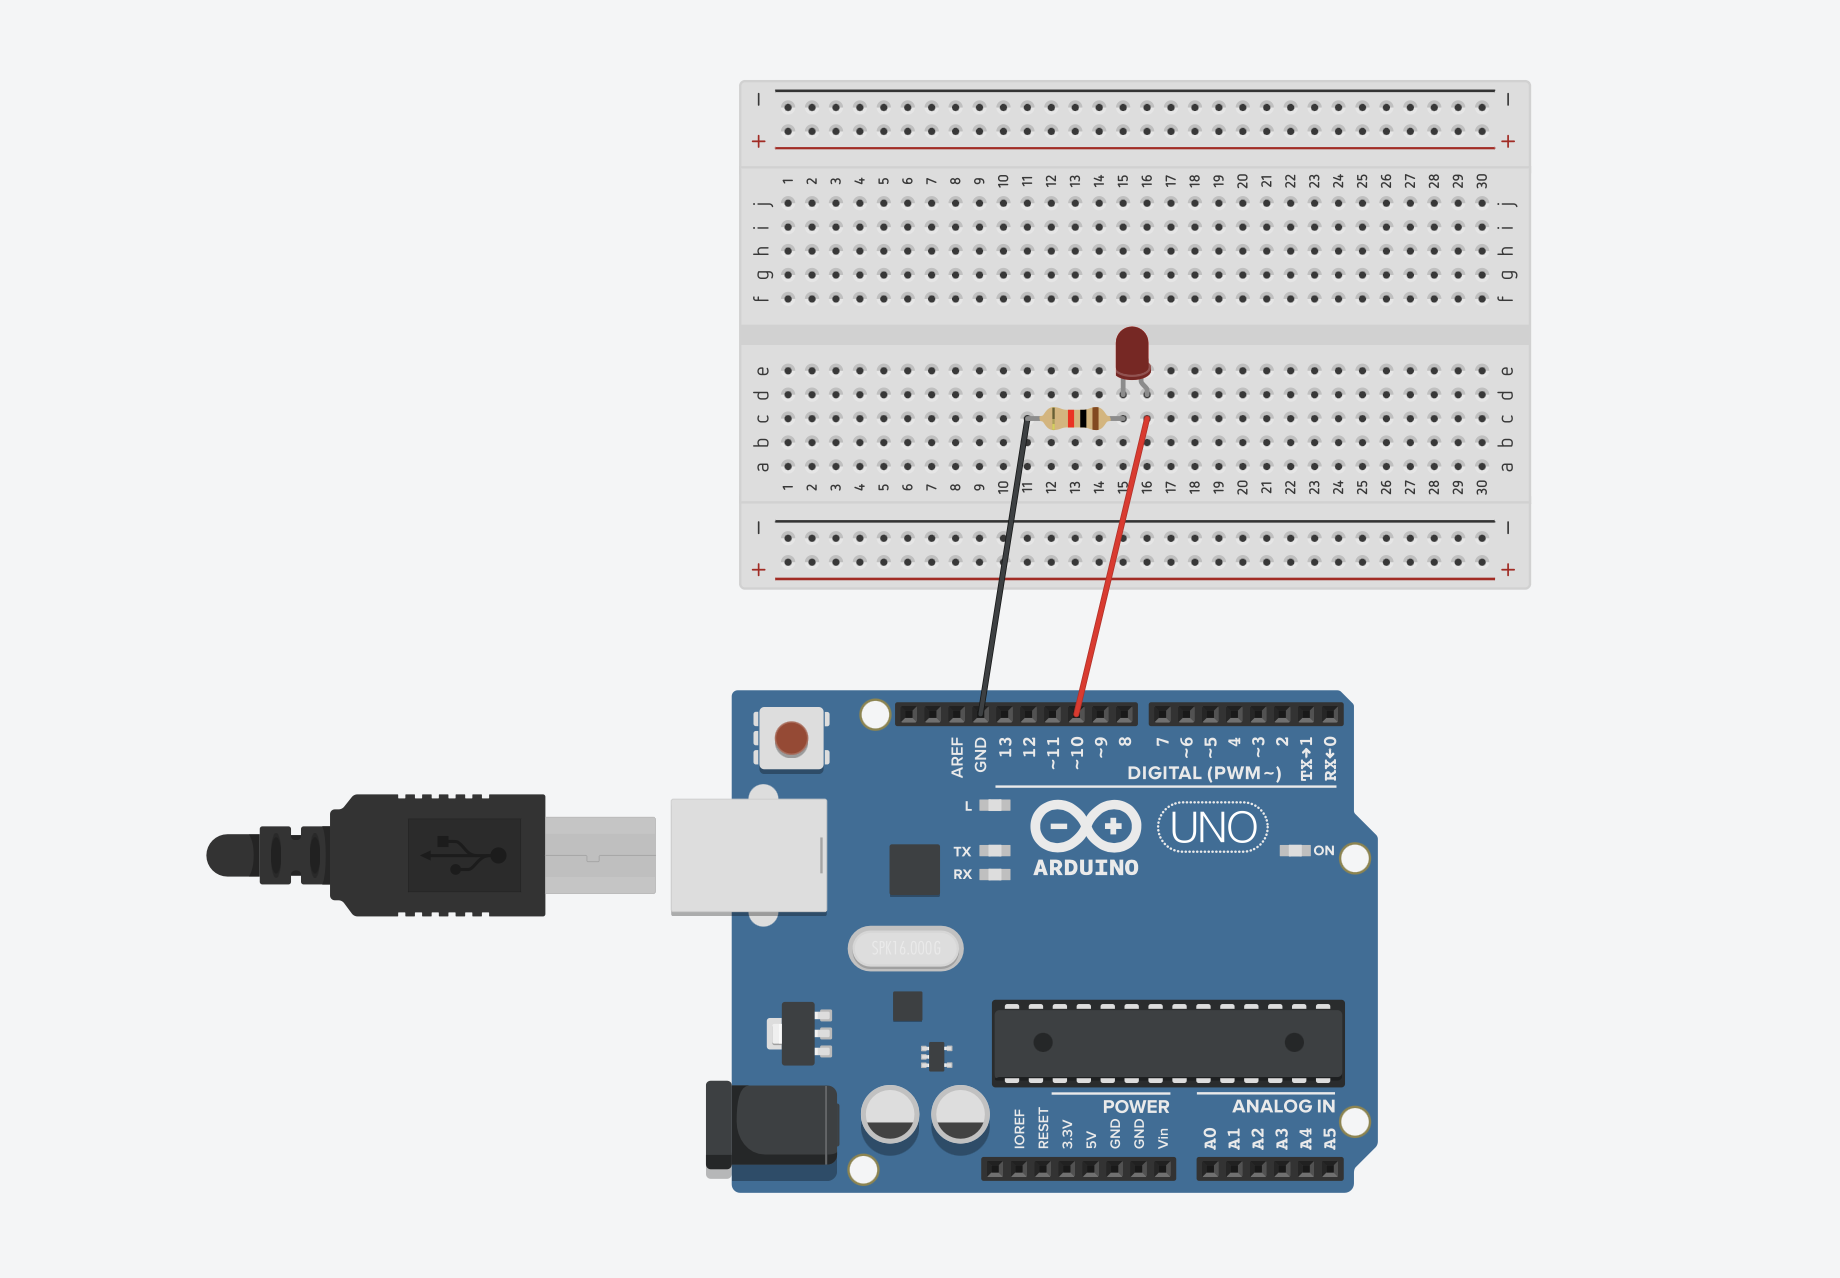 − −
+ +
1 2 3 4 5 6 7 8 9 10 11 12 13 14 15 16 17 18 19 20 21 22 23 24 25 26 27 28 29 30
j j
i i
h h
g g
f f
e e
d d
c c
b b
a a
1 2 3 4 5 6 7 8 9 10 11 12 13 14 15 16 17 18 19 20 21 22 23 24 25 26 27 28 29 30
− −
+ +
AREF GND 13 12 ~11 ~10 ~9 8 7 ~6 ~5 4 ~3 2 TX→1 RX←0
DIGITAL (PWM~)
L
UNO
TX
RX
ARDUINO
ON
SPK16.000G
POWER
ANALOG IN
IOREF RESET 3.3V 5V GND GND Vin A0 A1 A2 A3 A4 A5